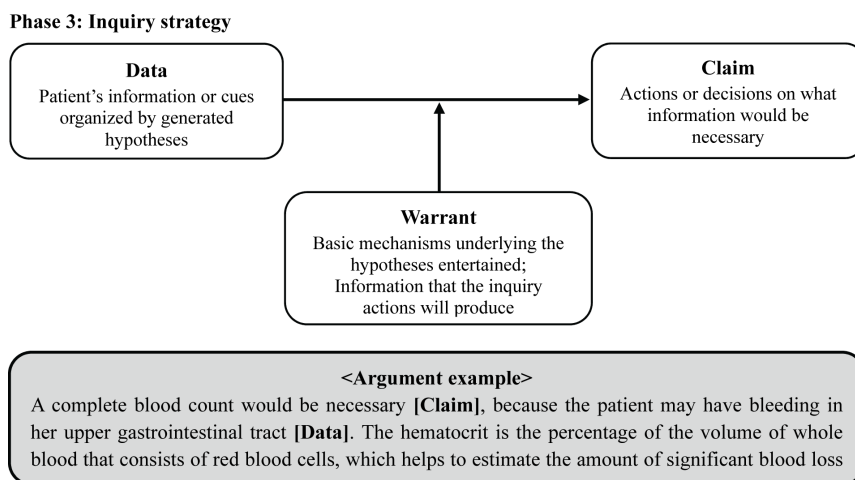 Phase 3: Inquiry strategy
Data
Patient's information or cues
organized by generated
hypotheses
Claim
Actions or decisions on what
information would be
necessary
Warrant
Basic mechanisms underlying the
hypotheses entertained;
Information that the inquiry
actions will produce
<Argument example>
A complete blood count would be necessary [Claim], because the patient may have bleeding in
her upper gastrointestinal tract [Data]. The hematocrit is the percentage of the volume of whole
blood that consists of red blood cells, which helps to estimate the amount of significant blood loss